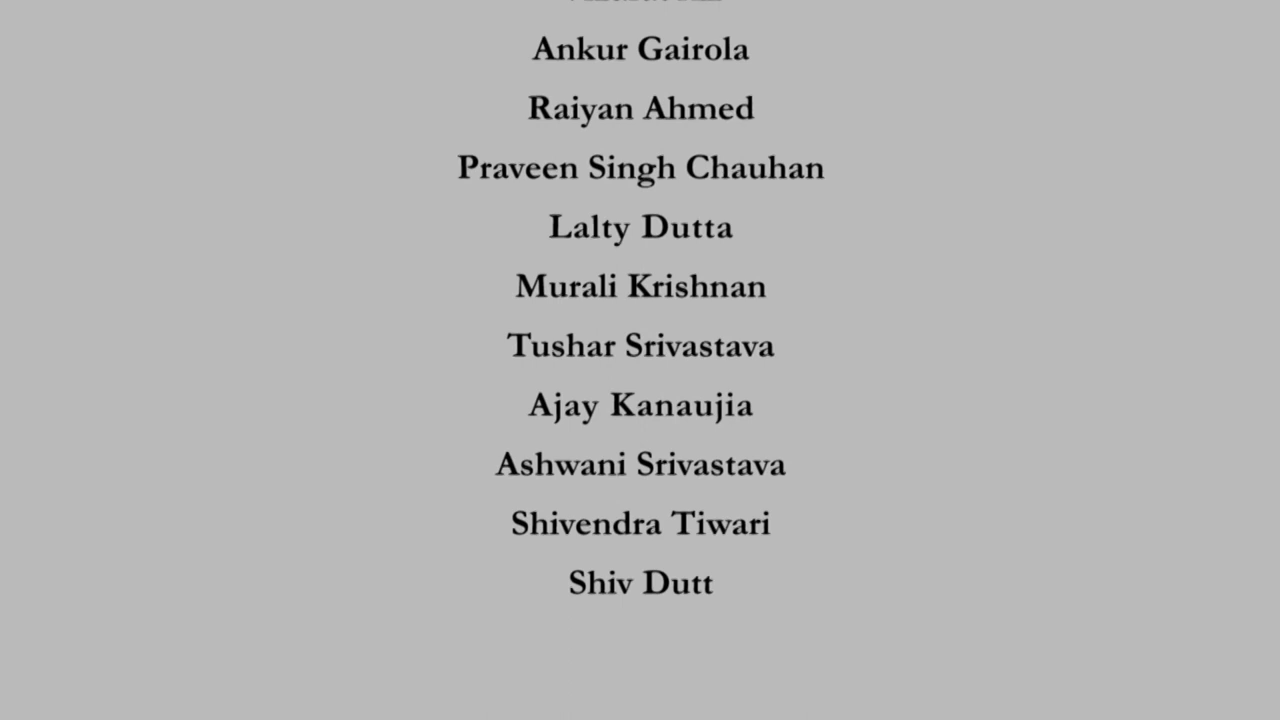 Ankur Gairola
Raiyan Ahmed
Praveen Singh Chauhan
Lalty Dutta
Murali Krishnan
Tushar Srivastava
Ajay Kanaujia
Ashwani Srivastava
Shivendra Tiwari
Shiv Dutt